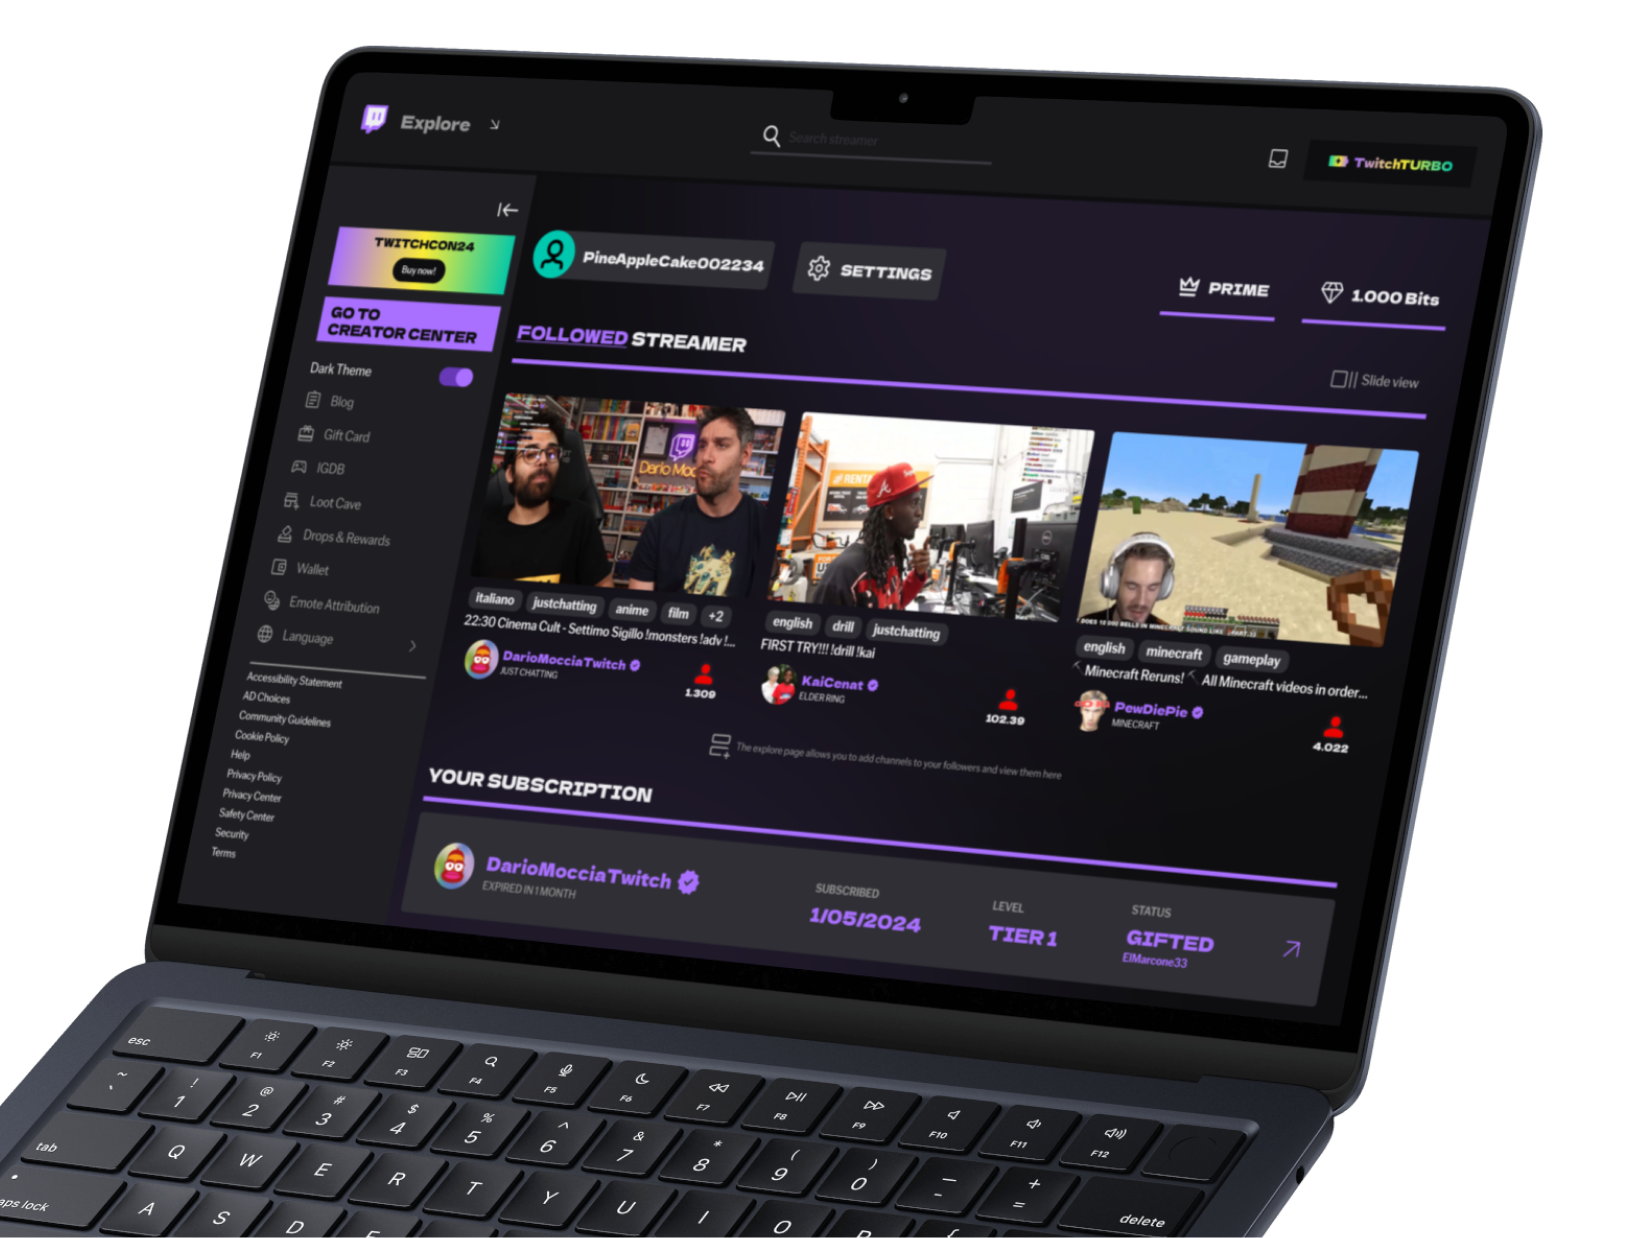 Explore
Search streamer
TwitchTURBO
TWITCHCON24
Buy now!
GO TO
CREATOR CENTER
Dark Theme
Blog
Gift Card
IGDB
Loot Cave
Drops & Rewards
Wallet
Emote Attribution
Language
Accessibility Statement
AD Choices
Community Guidelines
Cookie Policy
Help
Privacy Policy
Privacy Center
Safety Center
Security
Terms
PineAppleCake002234
SETTINGS
PRIME
1.000 Bits
FOLLOWED STREAMER
Slide view
Dario Moc
italiano justchatting anime film +2
22:30 Cinema Cult - Settimo Sigillo !monsters !adv !...
DarioMocciaTwitch
JUST CHATTING
1.309
RENTA
english drill justchatting
FIRST TRY!!! !drill !kai
KaiCenat
ELDER RING
102.39
english minecraft gameplay
Minecraft Reruns! All Minecraft videos in order...
PewDiePie
MINECRAFT
4.022
The explore page allows you to add channels to your followers and view them here
YOUR SUBSCRIPTION
DarioMocciaTwitch
EXPIRED IN 1 MONTH
SUBSCRIBED
1/05/2024
LEVEL
TIER 1
STATUS
GIFTED
ElMarcone33
esc F1 F2 F3 F4 F5 F6 F7 F8 F9 F10 F11 F12
~ ! @ # $ % ^ & * ( ) — +
` 1 2 3 4 5 6 7 8 9 0 - =
tab Q W E R T Y U I O P {
delete
aps lock A S D F